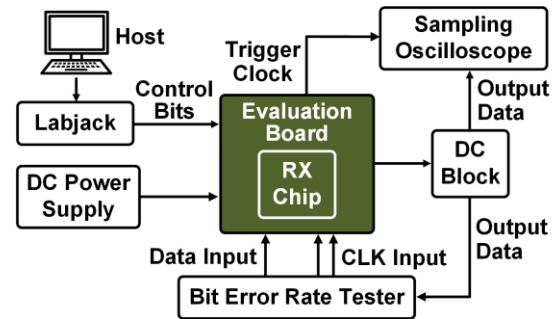 Host
Sampling
Oscilloscope
Trigger
Clock
Control
Bits
Labjack
Evaluation
Board
RX
Chip
Output
Data
DC
Block
DC Power
Supply
Output
Data
Data Input
CLK Input
Bit Error Rate Tester